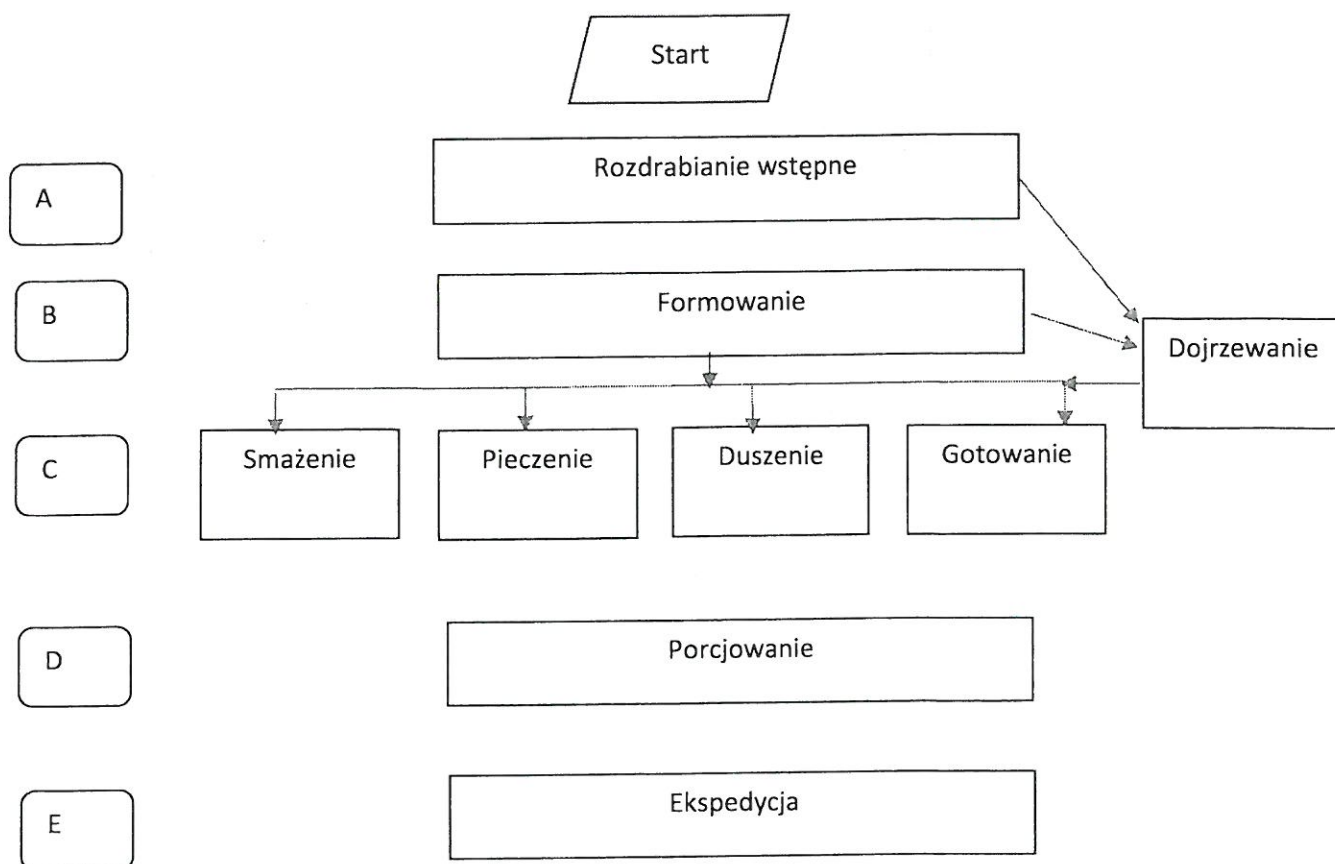 Start
A
Rozdrabianie wstępne
B
Formowanie
Dojrzewanie
C
Smażenie
Pieczenie
Duszenie
Gotowanie
D
Porcjowanie
E
Ekspedycja